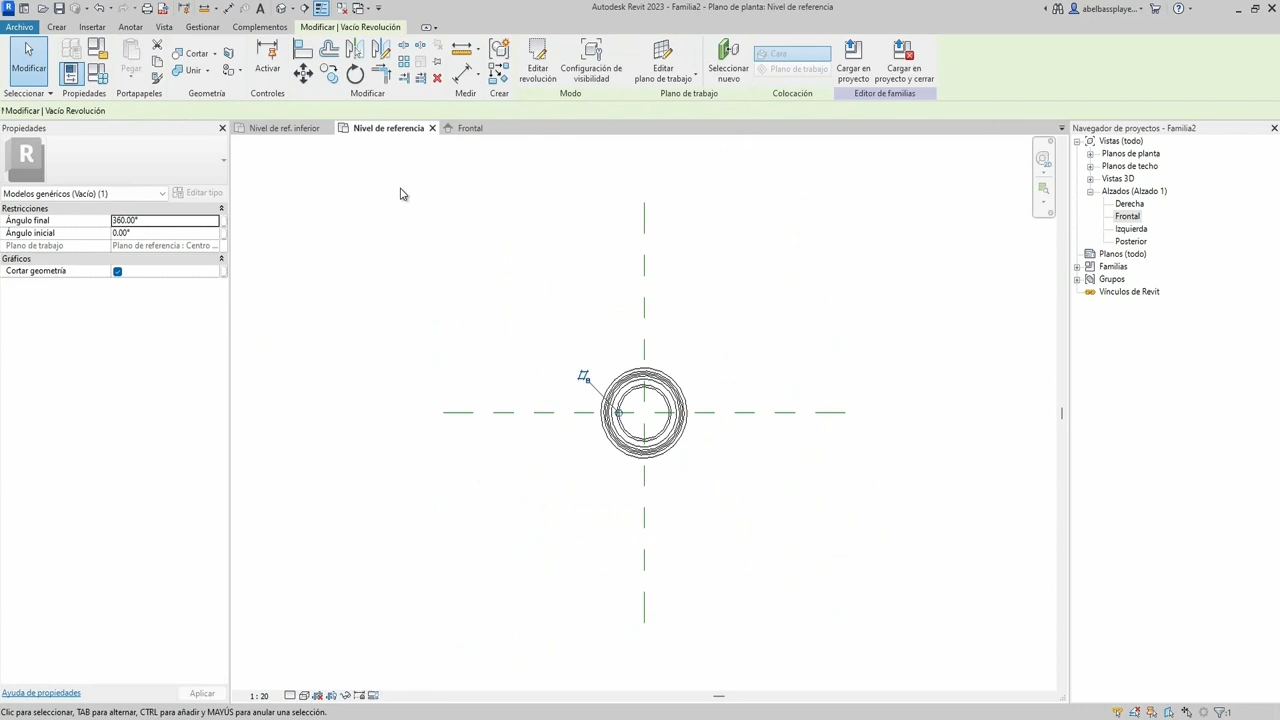 Autodesk Revit 2023 - Familia2 - Plano de planta: Nivel de referencia
abelbassplaye...
Archivo Crear Insertar Anotar Vista Gestionar Complementos Modificar | Vacío Revolución
Modificar
Pegar
Cortar
Unir
Activar
Editar revolución
Configuración de visibilidad
Editar plano de trabajo
Seleccionar nuevo
Cara
Plano de trabajo
Cargar en proyecto
Cargar en proyecto y cerrar
Seleccionar Propiedades Portapapeles Geometría Controles Modificar Medir Crear Modo Plano de trabajo Colocación Editor de familias
Modificar | Vacío Revolución
Propiedades
R
Modelos genéricos (Vacío) (1) Editar tipo
Restricciones
Ángulo final 360.00°
Ángulo inicial 0.00°
Plano de trabajo Plano de referencia : Centro ...
Gráficos
Cortar geometría
Ayuda de propiedades Aplicar
Nivel de ref. inferior Nivel de referencia Frontal
2D
1 : 20
Navegador de proyectos - Familia2
Vistas (todo)
Planos de planta
Planos de techo
Vistas 3D
Alzados (Alzado 1)
Derecha
Frontal
Izquierda
Posterior
Planos (todo)
Familias
Grupos
Vínculos de Revit
Clic para seleccionar, TAB para alternar, CTRL para añadir y MAYÚS para anular una selección.
:1